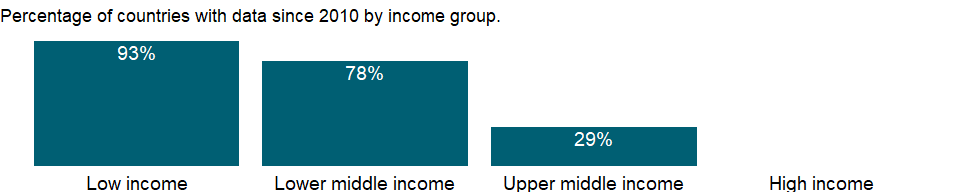 Percentage of countries with data since 2010 by income group.
93%
78%
29%
Low income
Lower middle income
Upper middle income
High income